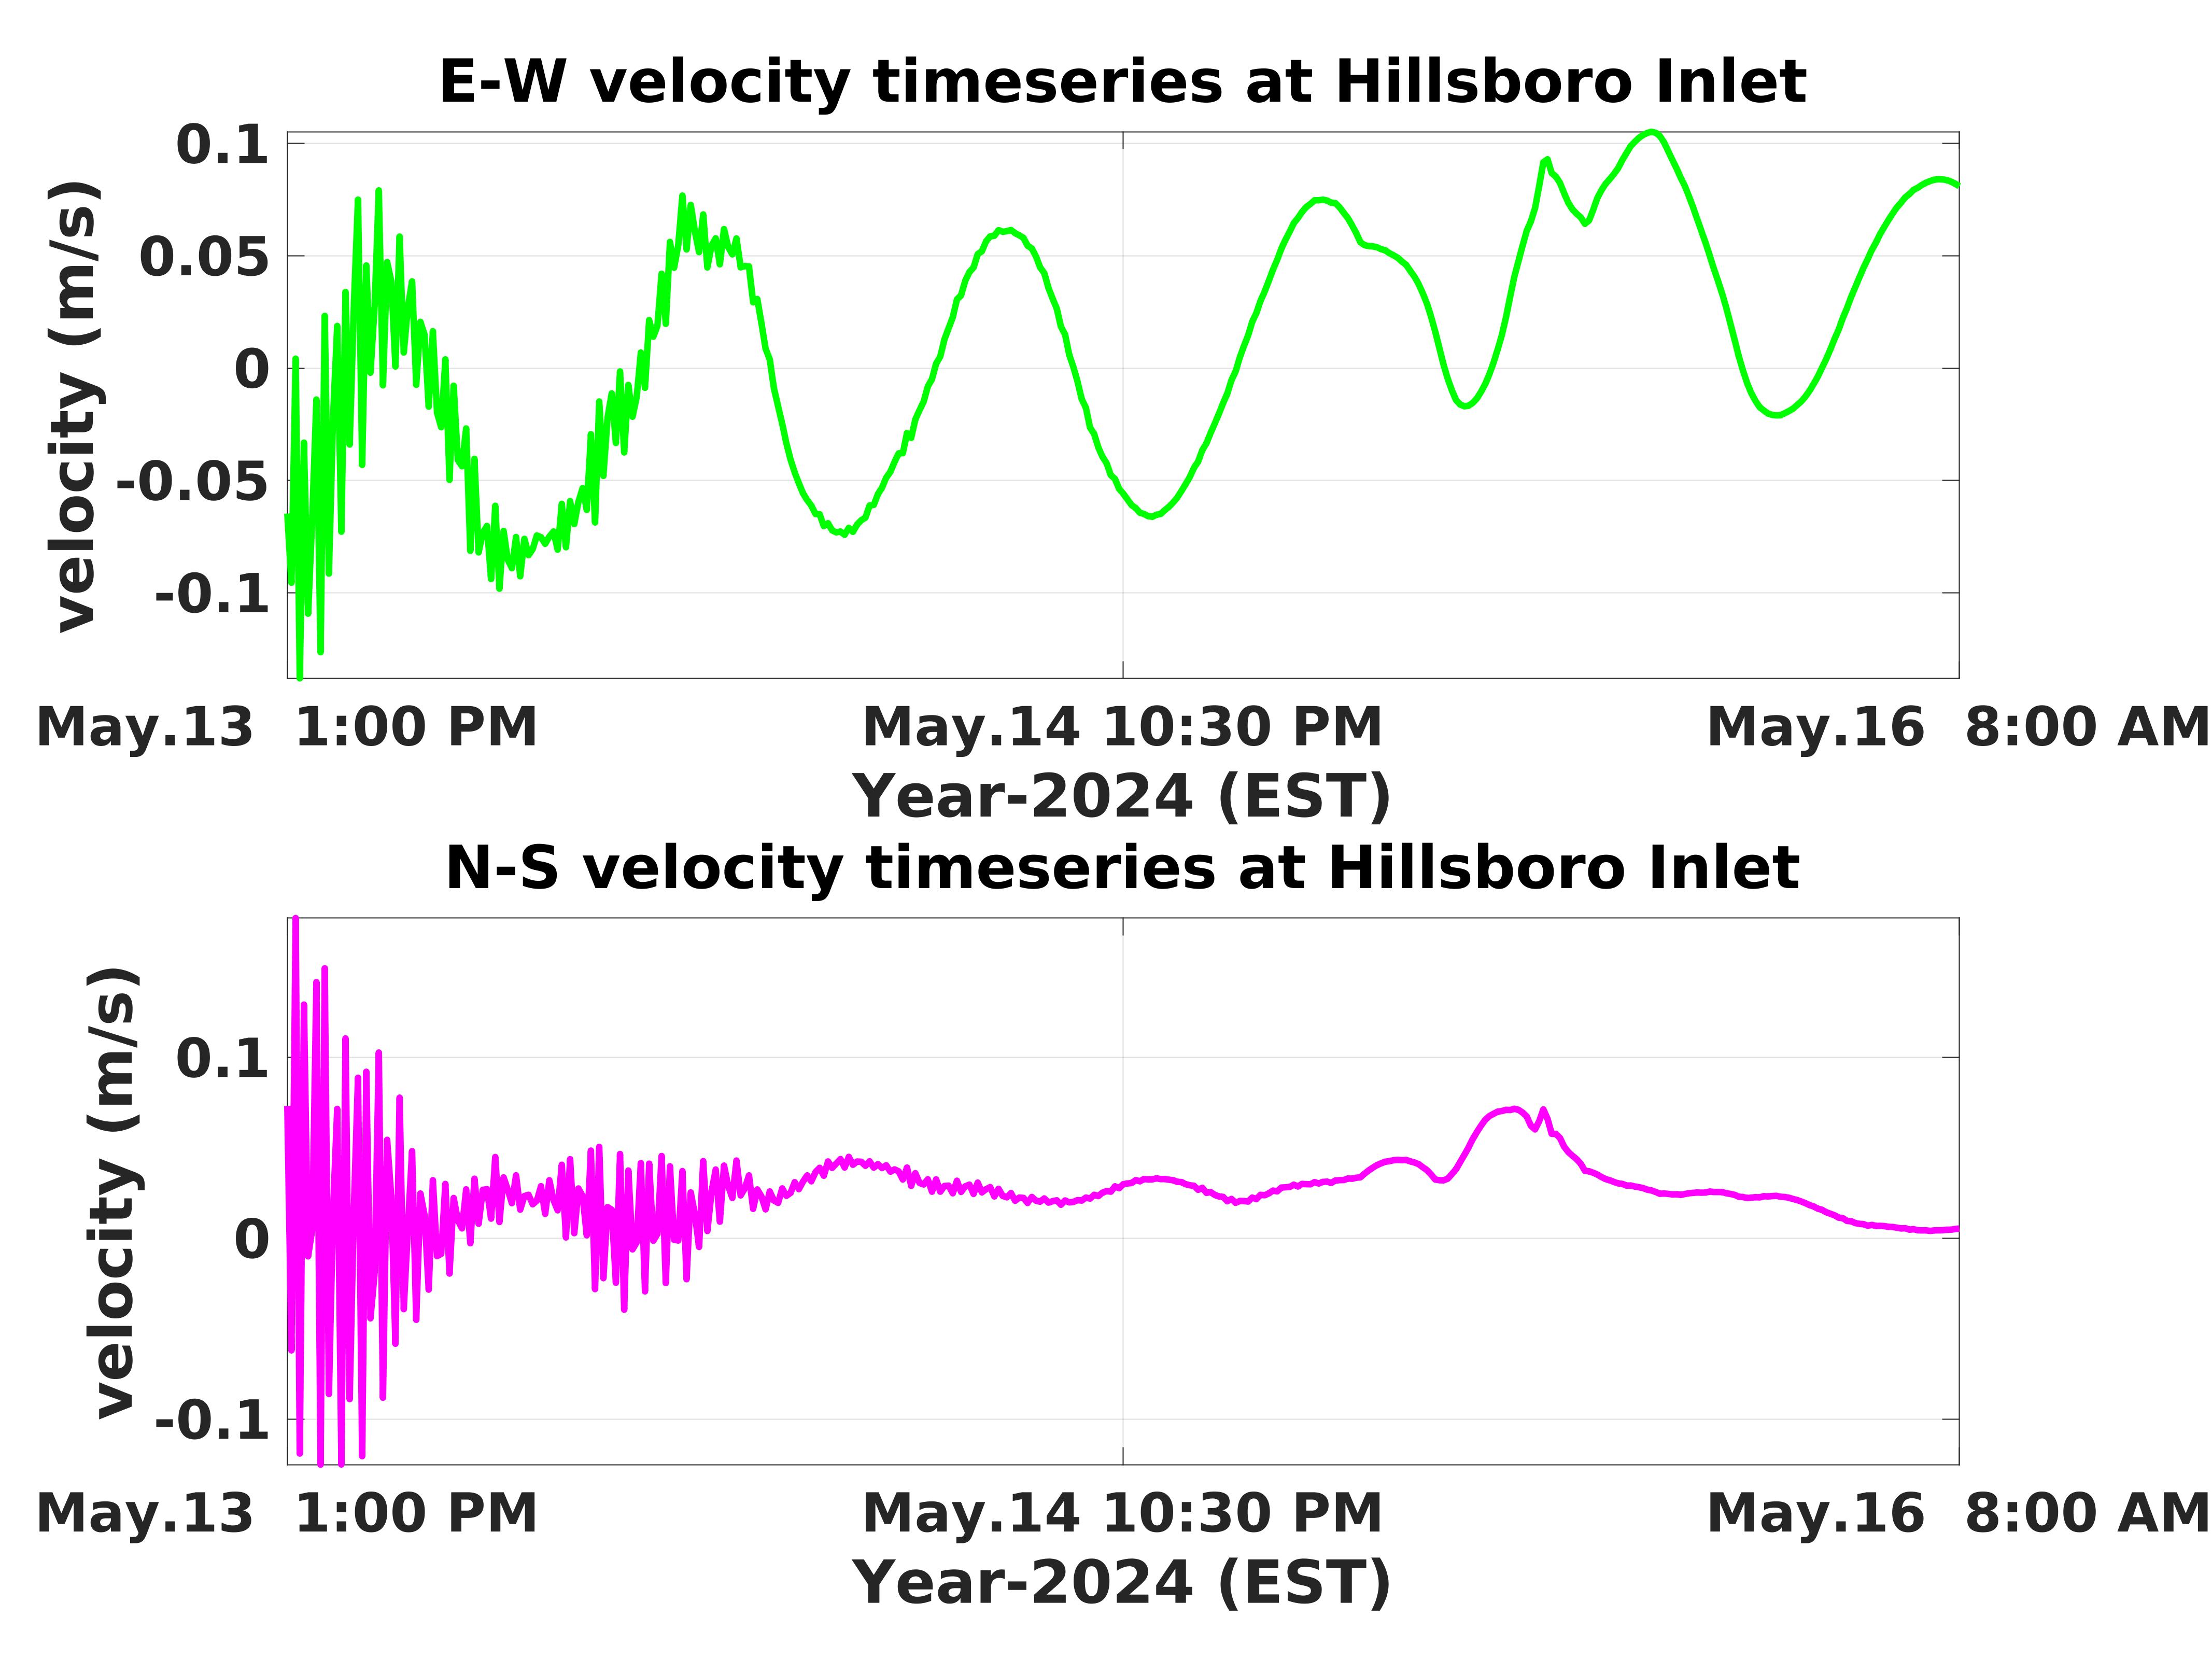 E-W velocity timeseries at Hillsboro Inlet
velocity (m/s)
0.1
0.05
0
-0.05
-0.1
May.13  1:00 PM
May.14 10:30 PM
May.16  8:00 AM
Year-2024 (EST)
N-S velocity timeseries at Hillsboro Inlet
velocity (m/s)
0.1
0
-0.1
May.13  1:00 PM
May.14 10:30 PM
May.16  8:00 AM
Year-2024 (EST)